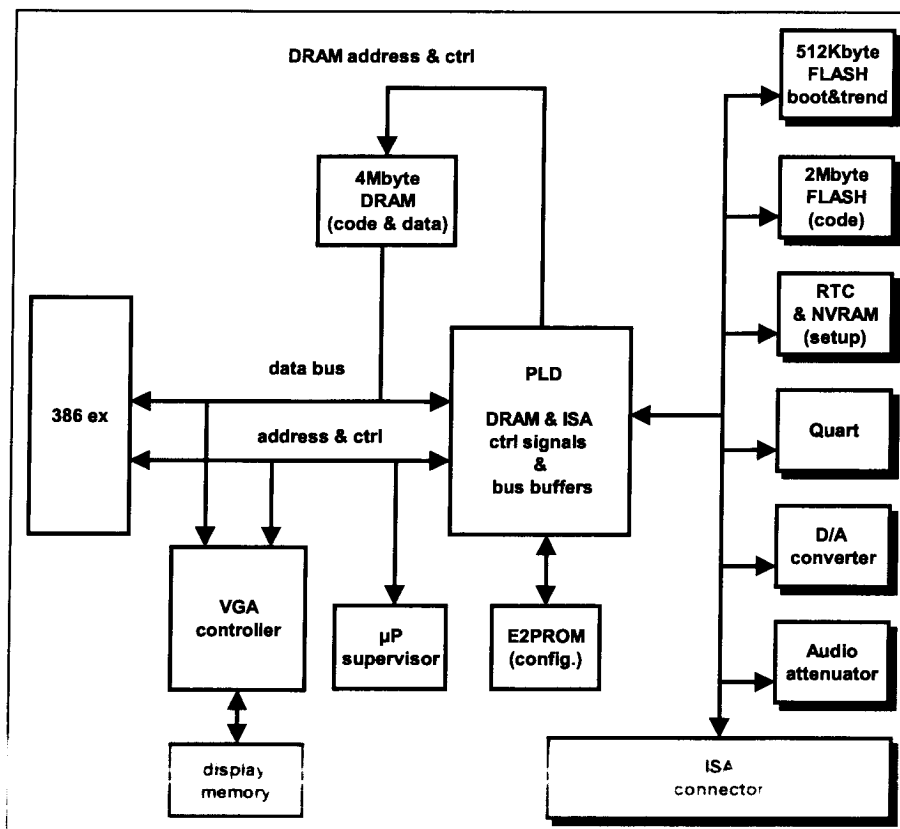 DRAM address & ctrl
512Kbyte
FLASH
boot&trend
4Mbyte
DRAM
(code & data)
2Mbyte
FLASH
(code)
RTC
& NVRAM
(setup)
386 ex
data bus
address & ctrl
PLD
DRAM & ISA
ctrl signals
&
bus buffers
Quart
D/A
converter
VGA
controller
µP
supervisor
E2PROM
(config.)
Audio
attenuator
display
memory
ISA
connector